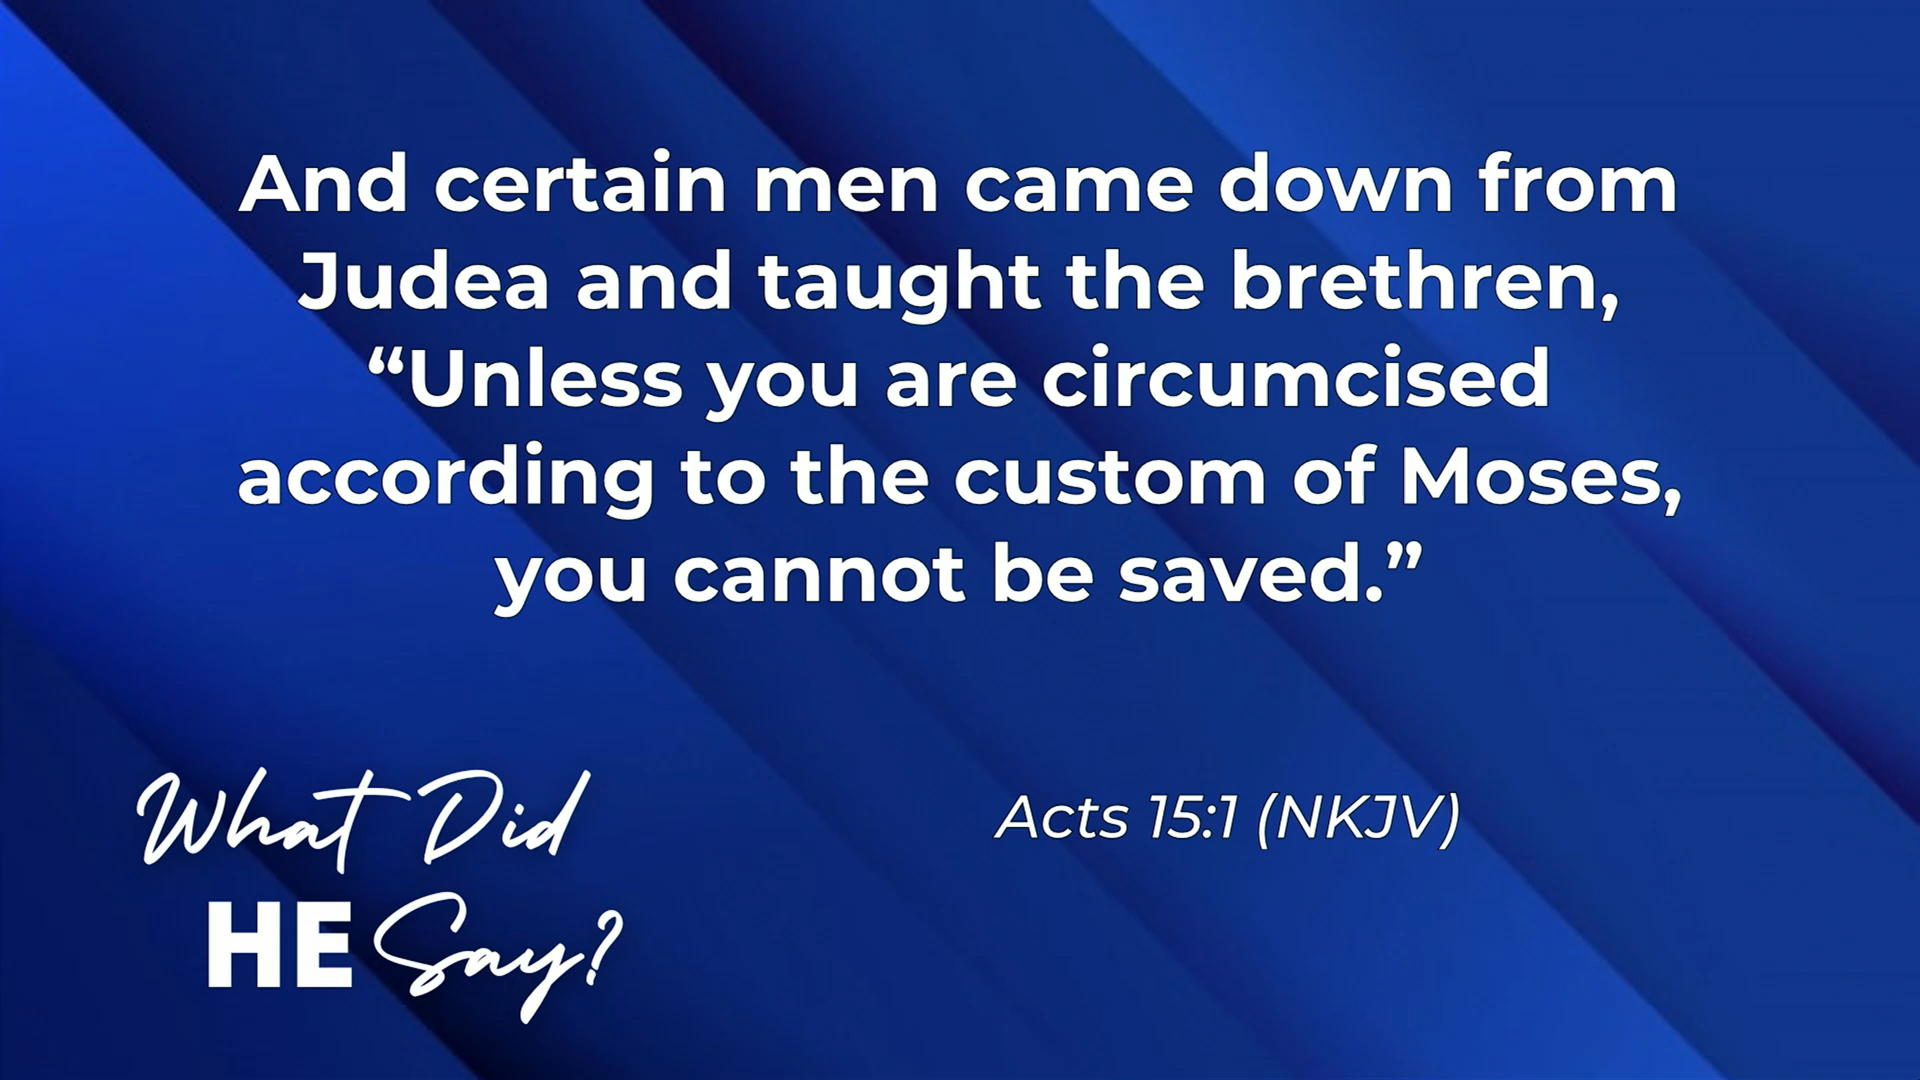 And certain men came down from
Judea and taught the brethren,
“Unless you are circumcised
according to the custom of Moses,
you cannot be saved.”
Acts 15:1 (NKJV)
What Did
HE Say?